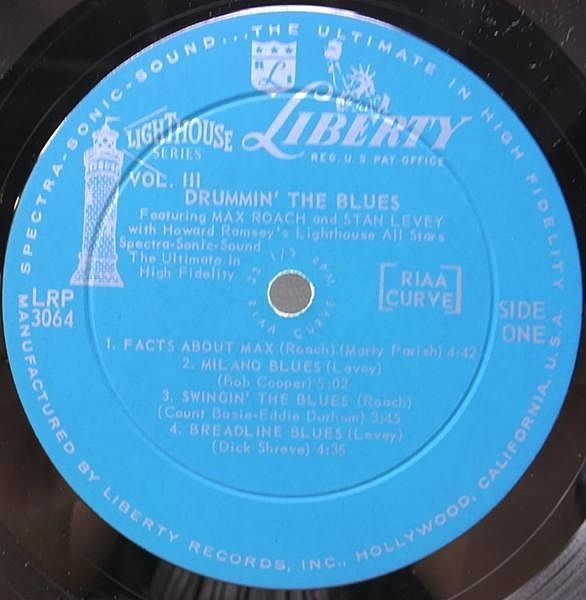 SPECTRA-SONIC-SOUND...THE ULTIMATE IN HIGH FIDELITY
L
LIBERTY
REG. U.S. PAT OFFICE
LIGHTHOUSE
SERIES
VOL. III
DRUMMIN' THE BLUES
Featuring MAX ROACH and STAN LEVEY
with Howard Ramsey's Lighthouse All Stars
Spectra-Sonic-Sound
The Ultimate In
High Fidelity
33 1/3 RPM
RIAA CURVE
RIAA
CURVE
LRP
3064
SIDE
ONE
1. FACTS ABOUT MAX (Roach) (Marty Parish) 4:42
2. MILANO BLUES (Levey)
(Bob Cooper) 5:02
3. SWINGIN' THE BLUES (Roach)
(Count Basie-Eddie Durham) 3:45
4. BREADLINE BLUES (Levey)
(Dick Shreve) 4:35
MANUFACTURED BY LIBERTY RECORDS, INC., HOLLYWOOD, CALIFORNIA, U.S.A.